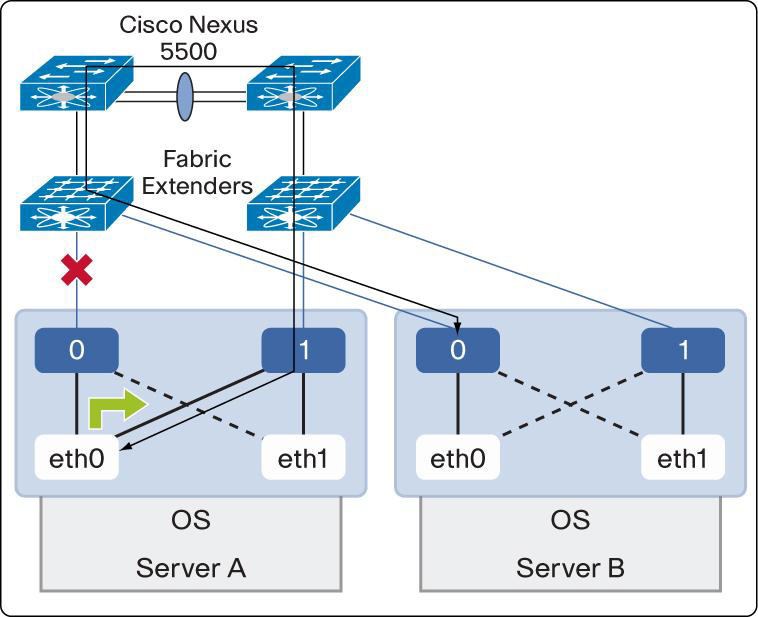 Cisco Nexus
5500
Fabric
Extenders
0
1
0
1
eth0
eth1
eth0
eth1
OS
OS
Server A
Server B